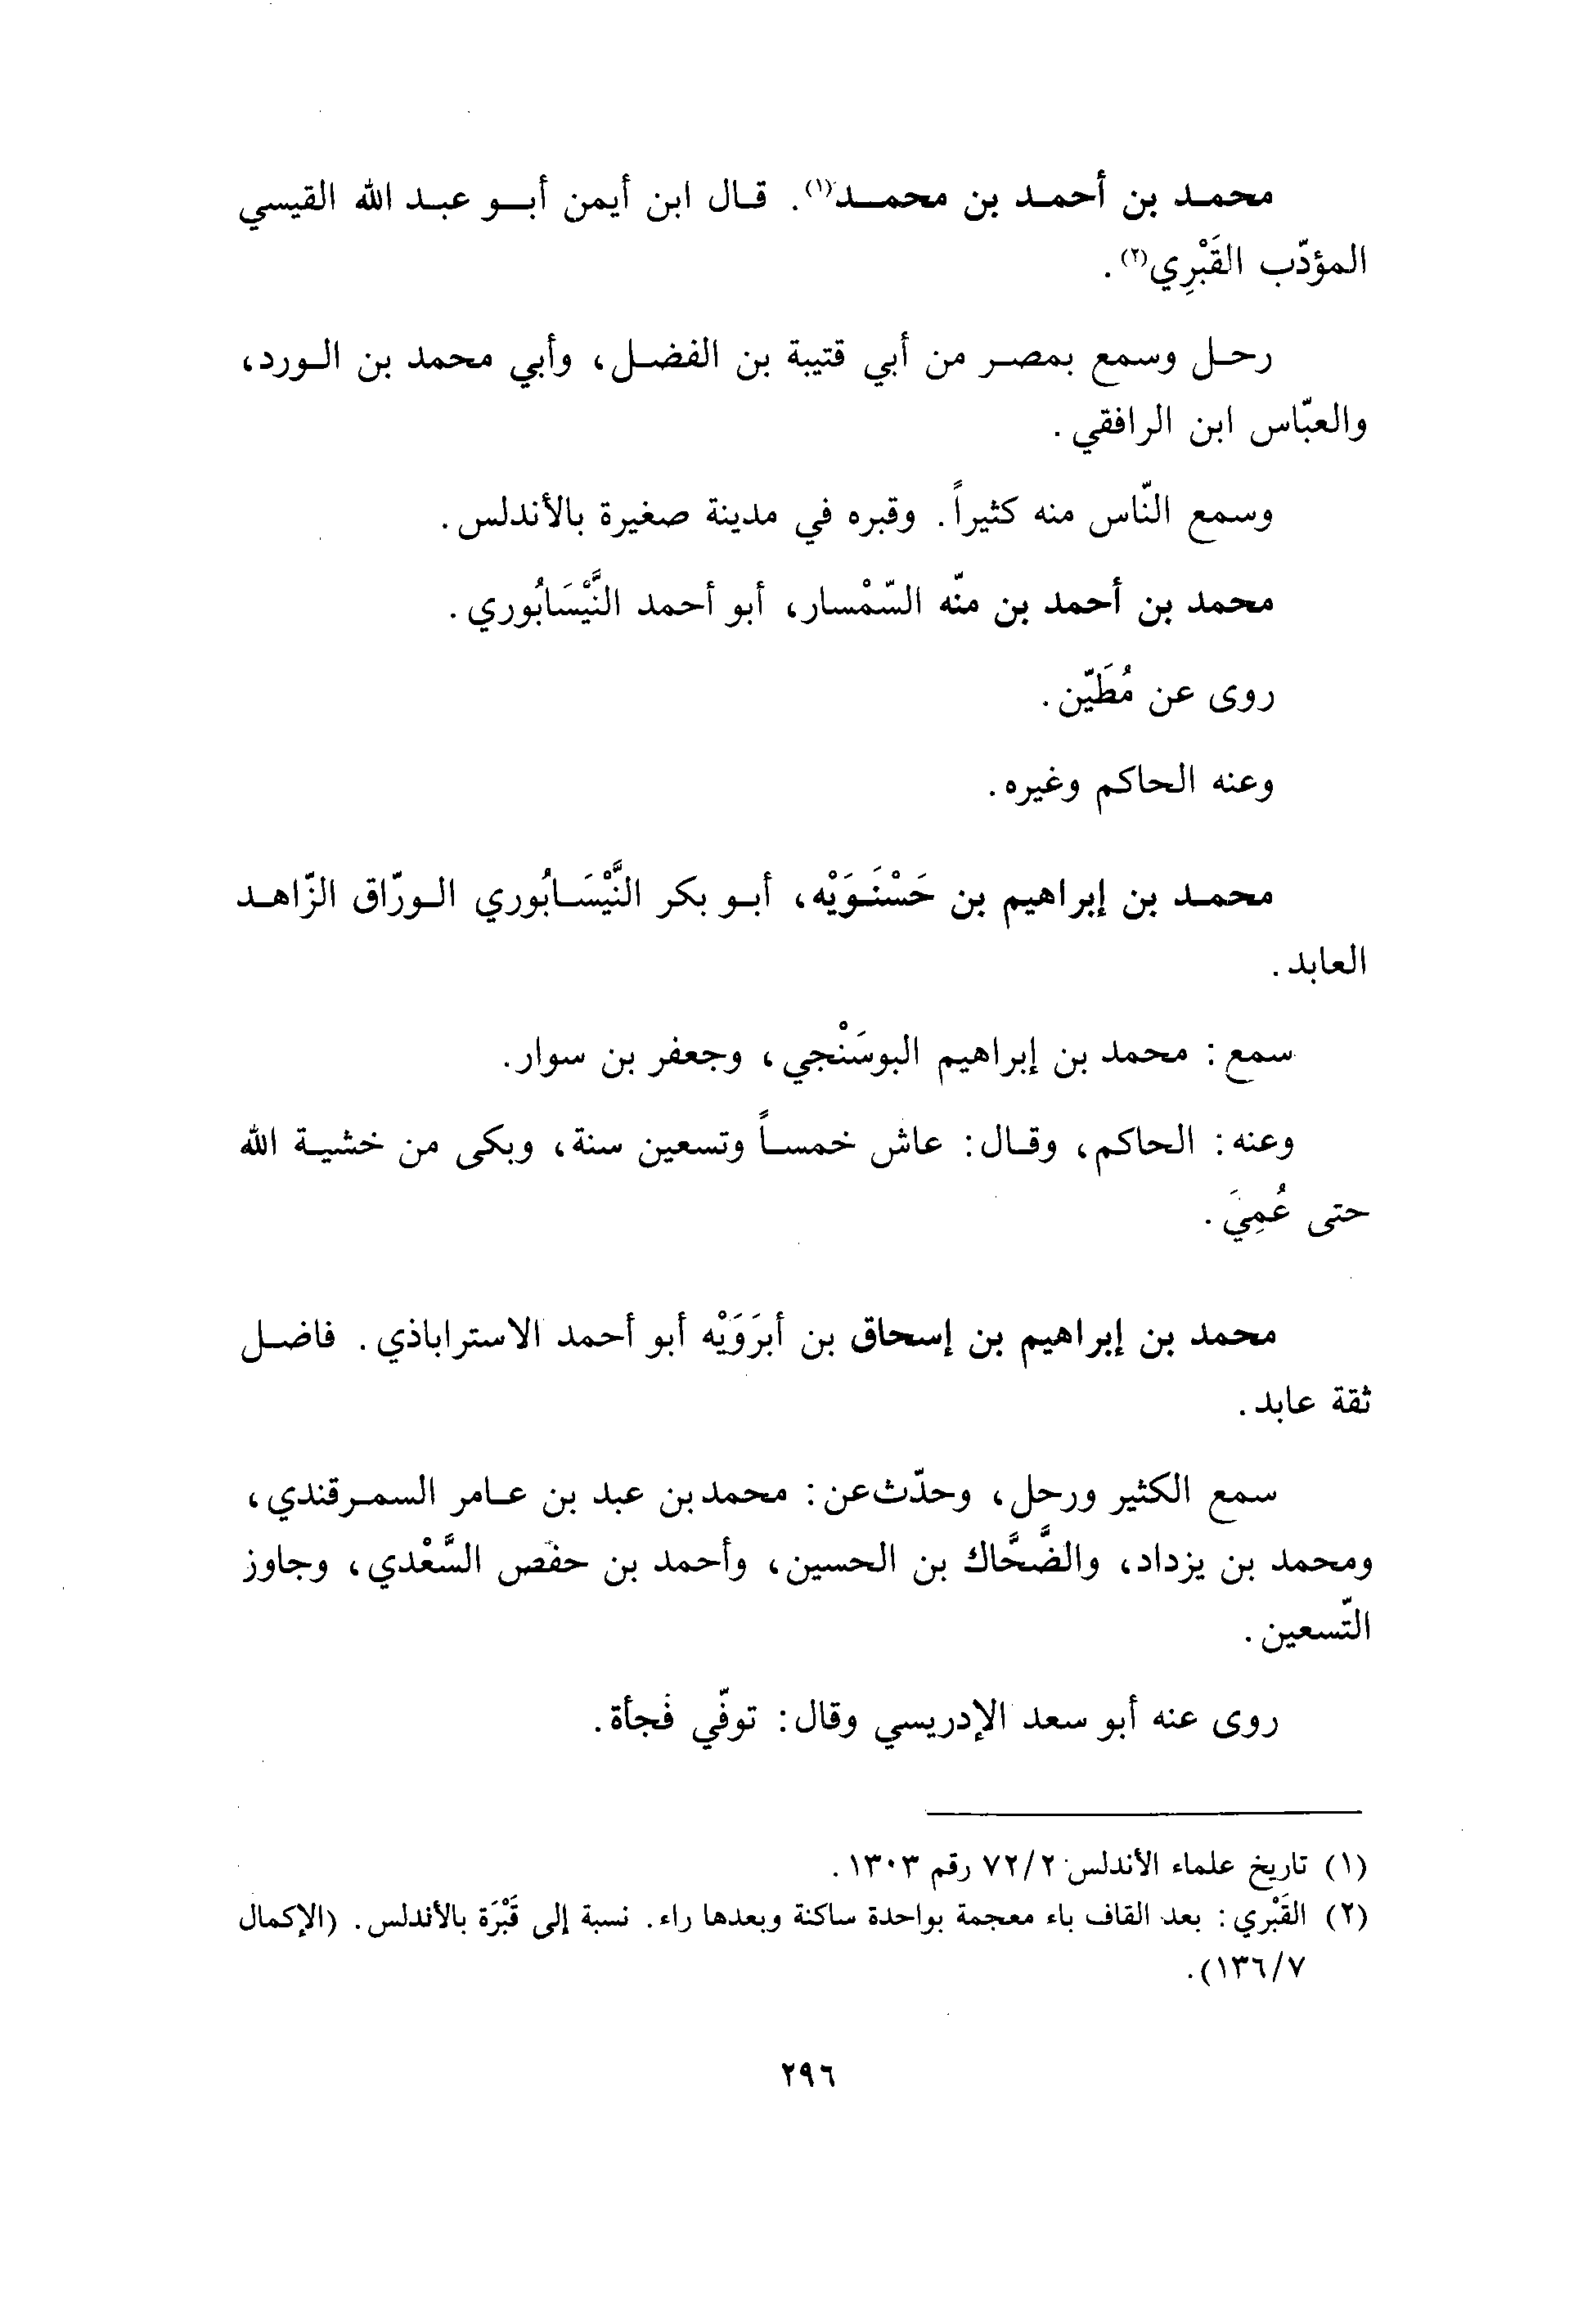 محمد بن أحمد بن محمد(١). قال ابن أيمن أبو عبد الله القيسي
المؤدّب القَبْرِي(٢).
رحل وسمع بمصر من أبي قتيبة بن الفضل، وأبي محمد بن الورد،
والعبّاس ابن الرافقي.
وسمع النّاس منه كثيراً. وقبره في مدينة صغيرة بالأندلس.
محمد بن أحمد بن منّه السّمْسار، أبو أحمد النَّيْسَابُوري.
روى عن مُطَيّن.
وعنه الحاكم وغيره.
محمد بن إبراهيم بن حَسْنَوَيْه، أبو بكر النَّيْسَابُوري الورّاق الزّاهد
العابد.
سمع: محمد بن إبراهيم البوسَنْجي، وجعفر بن سوار.
وعنه: الحاكم، وقال: عاش خمساً وتسعين سنة، وبكى من خشية الله
حتى عُمِيَ.
محمد بن إبراهيم بن إسحاق بن أبرَوَيْه أبو أحمد الاستراباذي. فاضل
ثقة عابد.
سمع الكثير ورحل، وحدّث عن: محمد بن عبد بن عامر السمرقندي،
ومحمد بن يزداد، والضَّحَّاك بن الحسين، وأحمد بن حفص السَّعْدي، وجاوز
التّسعين.
روى عنه أبو سعد الإدريسي وقال: توفّي فُجأة.
(١) تاريخ علماء الأندلس ٧٢/٢ رقم ١٣٠٣.
(٢) القَبْري: بعد القاف باء معجمة بواحدة ساكنة وبعدها راء. نسبة إلى قَبْرَة بالأندلس. (الإكمال
١٣٦/٧).
٢٩٦